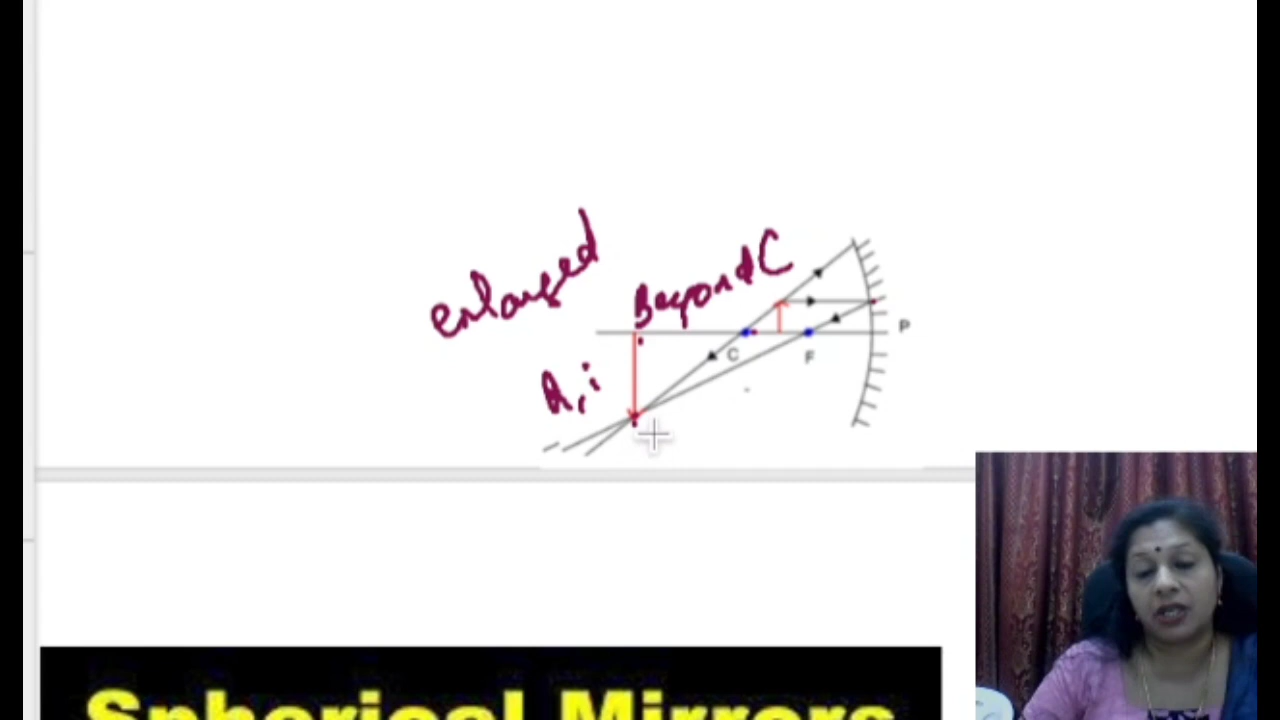 enlarged
Beyond C
P
C
F
R, i
Spherical Mirrors